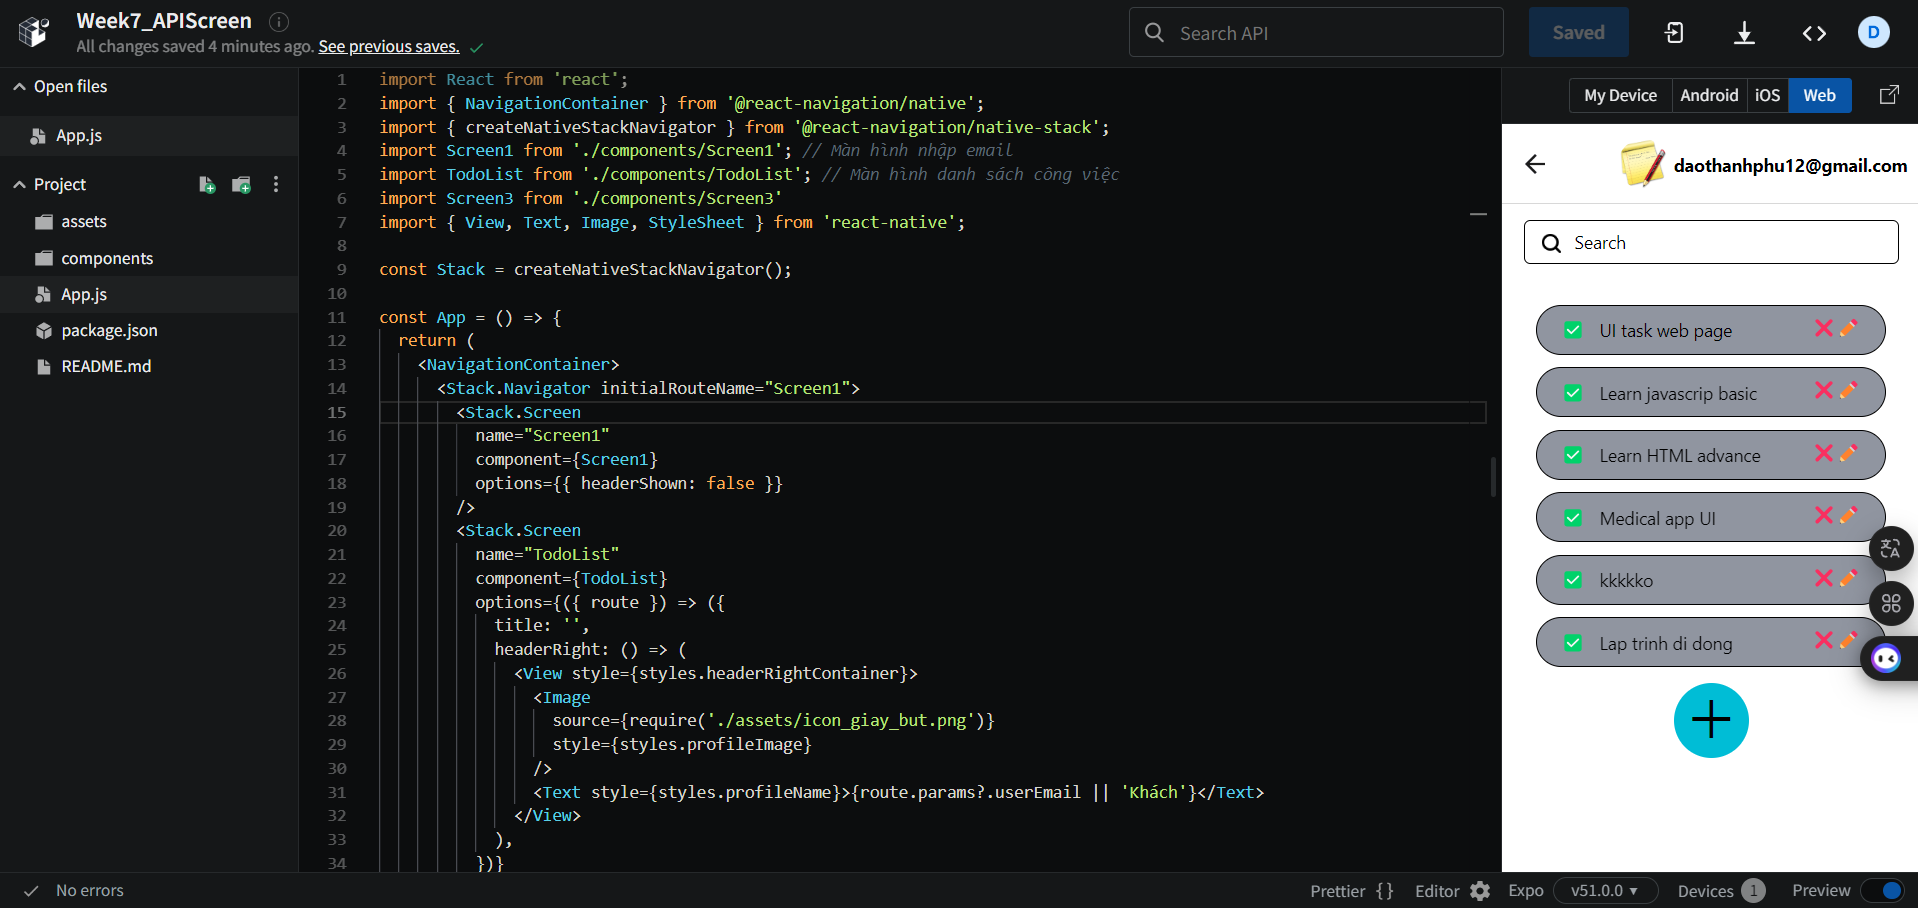 Week7_APIScreen
All changes saved 4 minutes ago. See previous saves.
Search API
Saved
D
Open files
App.js
Project
assets
components
App.js
package.json
README.md
1 import React from 'react';
2 import { NavigationContainer } from '@react-navigation/native';
3 import { createNativeStackNavigator } from '@react-navigation/native-stack';
4 import Screen1 from './components/Screen1'; // Màn hình nhập email
5 import TodoList from './components/TodoList'; // Màn hình danh sách công việc
6 import Screen3 from './components/Screen3'
7 import { View, Text, Image, StyleSheet } from 'react-native';
8
9 const Stack = createNativeStackNavigator();
10
11 const App = () => {
12 return (
13 <NavigationContainer>
14 <Stack.Navigator initialRouteName="Screen1">
15 <Stack.Screen
16 name="Screen1"
17 component={Screen1}
18 options={{ headerShown: false }}
19 />
20 <Stack.Screen
21 name="TodoList"
22 component={TodoList}
23 options={({ route }) => ({
24 title: '',
25 headerRight: () => (
26 <View style={styles.headerRightContainer}>
27 <Image
28 source={require('./assets/icon_giay_but.png')}
29 style={styles.profileImage}
30 />
31 <Text style={styles.profileName}>{route.params?.userEmail || 'Khách'}</Text>
32 </View>
33 ),
34 })}
My Device Android iOS Web
daothanhphu12@gmail.com
Search
UI task web page
Learn javascrip basic
Learn HTML advance
Medical app UI
kkkkko
Lap trinh di dong
No errors
Prettier {} Editor Expo v51.0.0 Devices 1 Preview